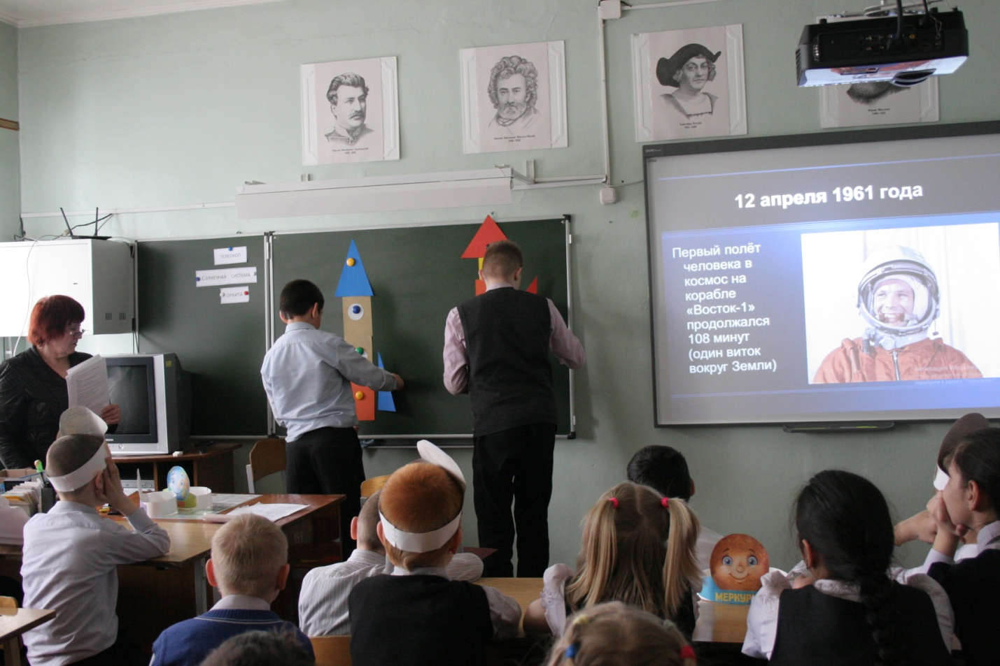 12 апреля 1961 года
Первый полёт
человека в
космос на
корабле
«Восток-1»
продолжался
108 минут
(один виток
вокруг Земли)
ТЕЛЕСКОП
СОЛНЕЧНАЯ СИСТЕМА
ОРБИТА
МЕРКУР